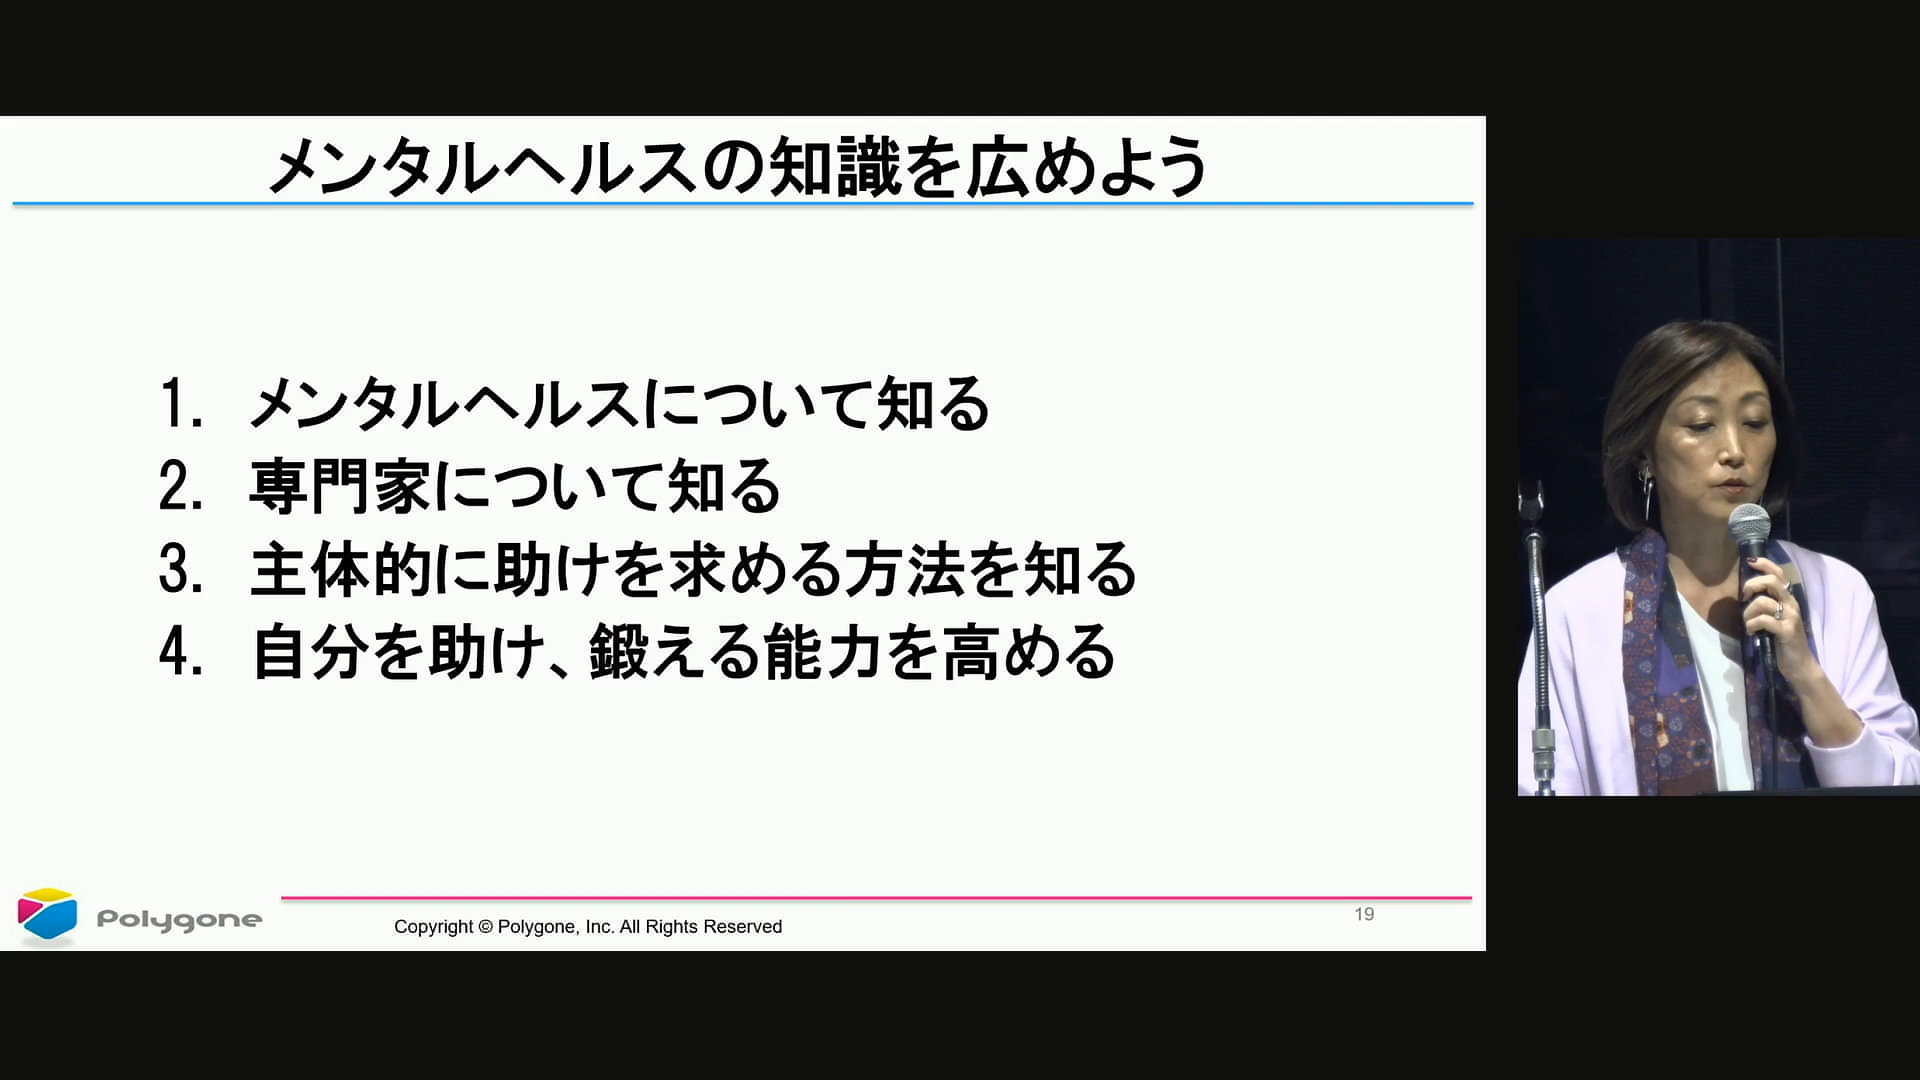 メンタルヘルスの知識を広めよう
1. メンタルヘルスについて知る
2. 専門家について知る
3. 主体的に助けを求める方法を知る
4. 自分を助け、鍛える能力を高める
Polygone
Copyright © Polygone, Inc. All Rights Reserved
19